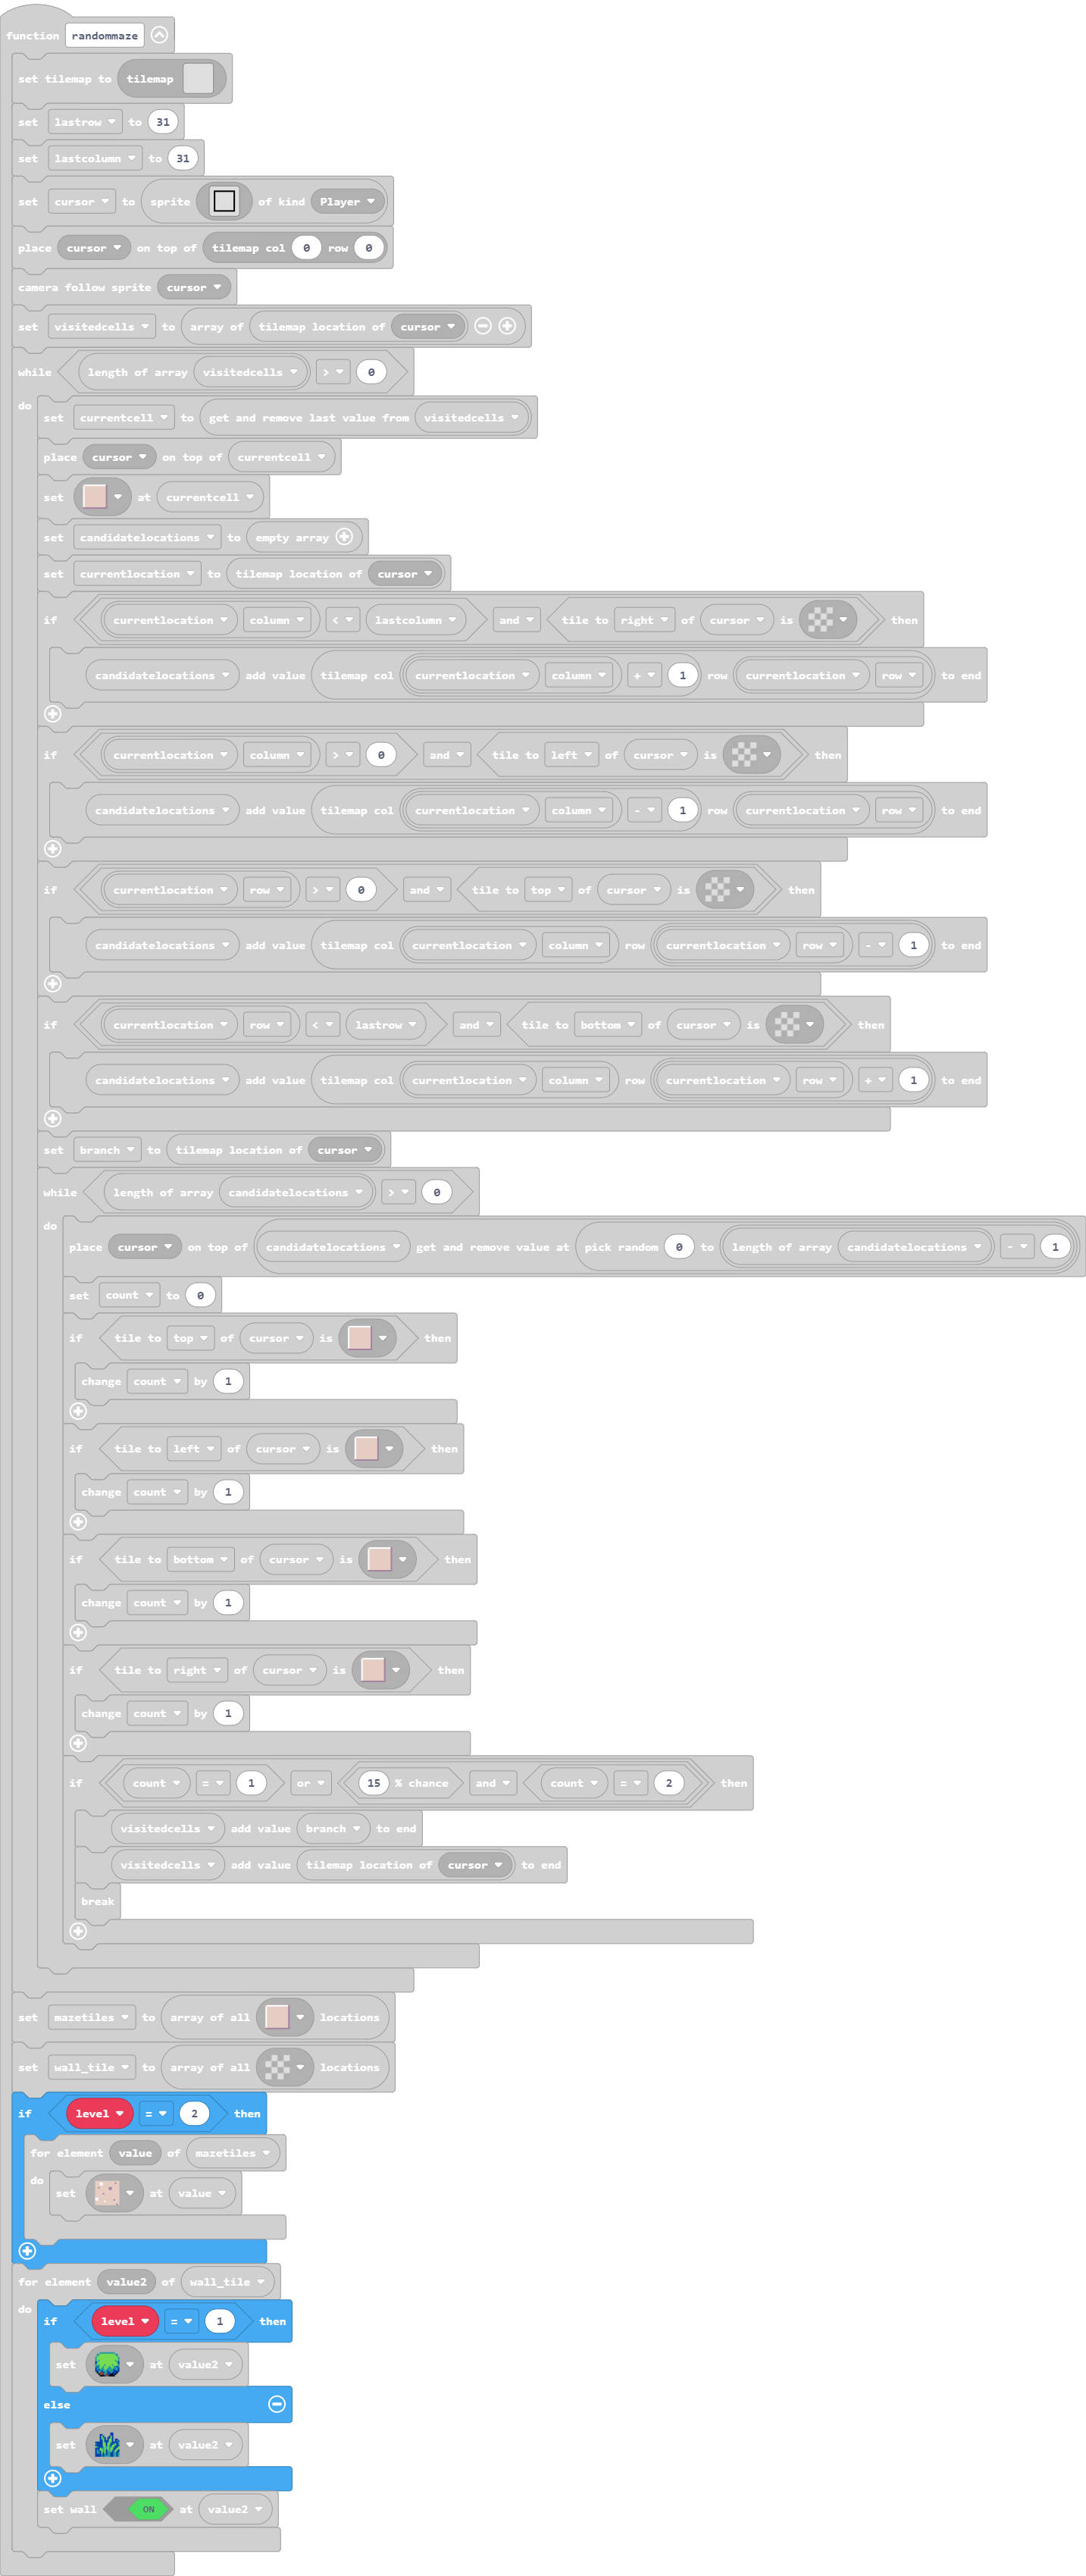 function randommaze
set tilemap to tilemap
set lastrow to 31
set lastcolumn to 31
set cursor to sprite of kind Player
place cursor on top of tilemap col 0 row 0
camera follow sprite cursor
set visitedcells to array of tilemap location of cursor
while length of array visitedcells > 0
do
set currentcell to get and remove last value from visitedcells
place cursor on top of currentcell
set at currentcell
set candidatelocations to empty array
set currentlocation to tilemap location of cursor
if currentlocation column < lastcolumn and tile to right of cursor is then
candidatelocations add value tilemap col currentlocation column + 1 row currentlocation row to end
if currentlocation column > 0 and tile to left of cursor is then
candidatelocations add value tilemap col currentlocation column - 1 row currentlocation row to end
if currentlocation row > 0 and tile to top of cursor is then
candidatelocations add value tilemap col currentlocation column row currentlocation row - 1 to end
if currentlocation row < lastrow and tile to bottom of cursor is then
candidatelocations add value tilemap col currentlocation column row currentlocation row + 1 to end
set branch to tilemap location of cursor
while length of array candidatelocations > 0
do
place cursor on top of candidatelocations get and remove value at pick random 0 to length of array candidatelocations - 1
set count to 0
if tile to top of cursor is then
change count by 1
if tile to left of cursor is then
change count by 1
if tile to bottom of cursor is then
change count by 1
if tile to right of cursor is then
change count by 1
if count = 1 or 15 % chance and count = 2 then
visitedcells add value branch to end
visitedcells add value tilemap location of cursor to end
break
set mazetiles to array of all locations
set wall_tile to array of all locations
if level = 2 then
for element value of mazetiles
do
set at value
for element value2 of wall_tile
do
if level = 1 then
set at value2
else
set at value2
set wall ON at value2